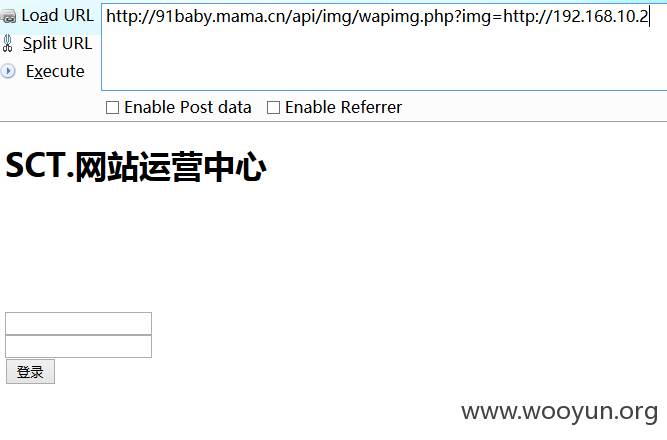 Load URL
http://91baby.mama.cn/api/img/wapimg.php?img=http://192.168.10.2
Split URL
Execute
Enable Post data Enable Referrer
SCT.网站运营中心
登录
www.wooyun.org